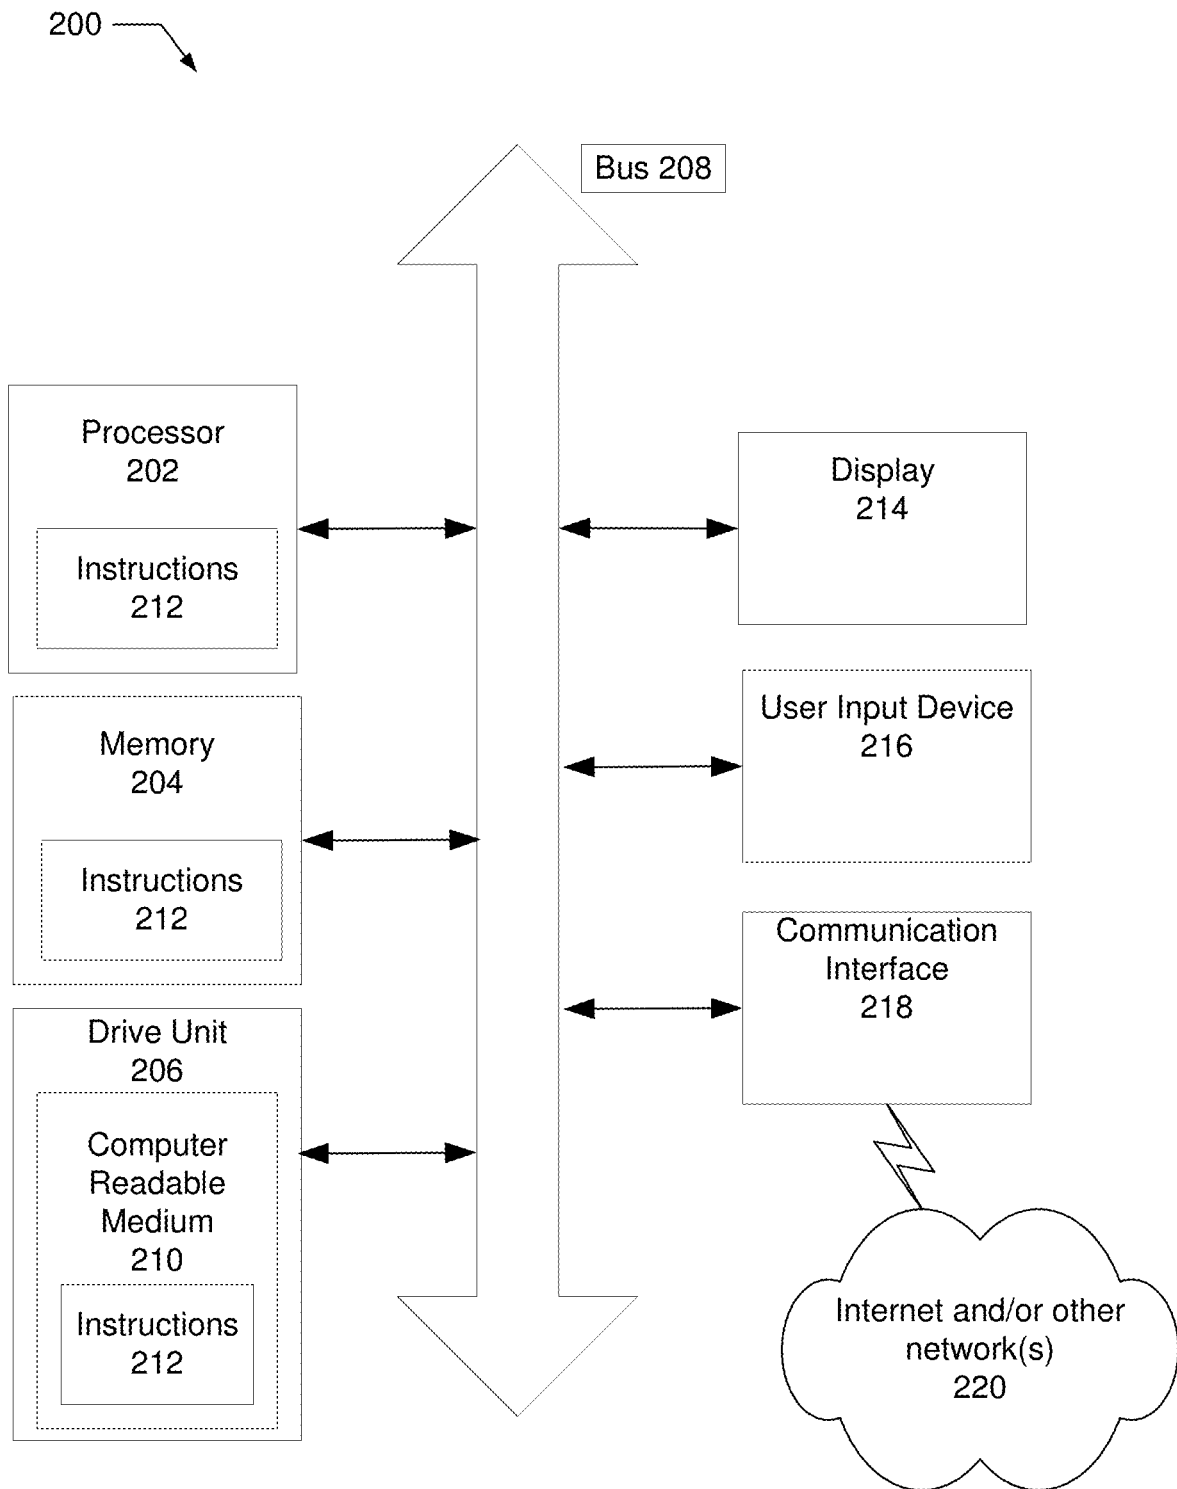 200
Bus 208
Processor
202
Instructions
212
Memory
204
Instructions
212
Drive Unit
206
Computer
Readable
Medium
210
Instructions
212
Display
214
User Input Device
216
Communication
Interface
218
Internet and/or other
network(s)
220